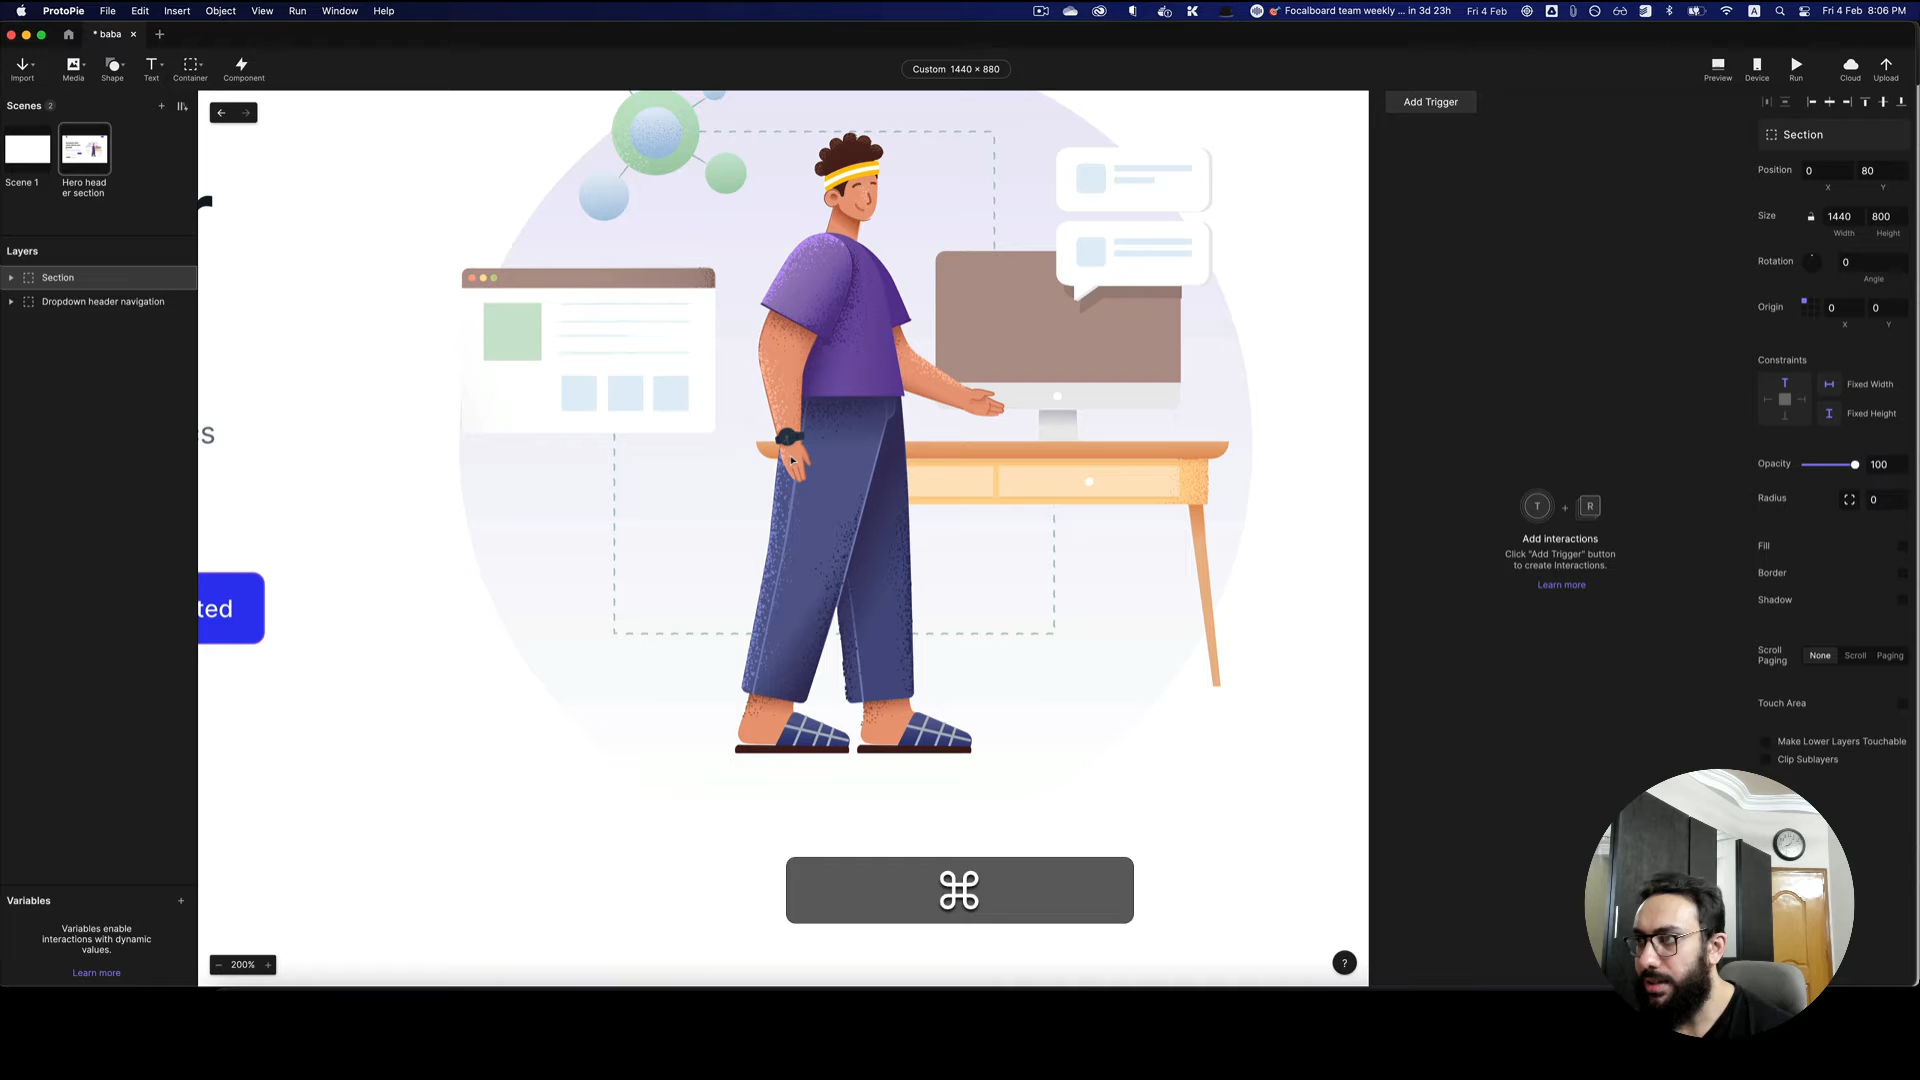 ProtoPie File Edit Insert Object View Run Window Help
Focalboard team weekly ... in 3d 23h Fri 4 Feb A Fri 4 Feb 8:06 PM
* baba
Import Media Shape Text Container Component
Custom 1440 × 880
Preview Device Run Cloud Upload
Scenes 2
Scene 1
Hero head
er section
Layers
Section
Dropdown header navigation
Variables
Variables enable
interactions with dynamic
values.
Learn more
r
cs
ted
⌘
200%
?
Add Trigger
T + R
Add interactions
Click "Add Trigger" button
to create Interactions.
Learn more
Section
Position 0 80
X Y
Size 1440 800
Width Height
Rotation 0
Angle
Origin 0 0
X Y
Constraints
Fixed Width
Fixed Height
Opacity 100
Radius 0
Fill
Border
Shadow
Scroll
Paging
None Scroll Paging
Touch Area
Make Lower Layers Touchable
Clip Sublayers